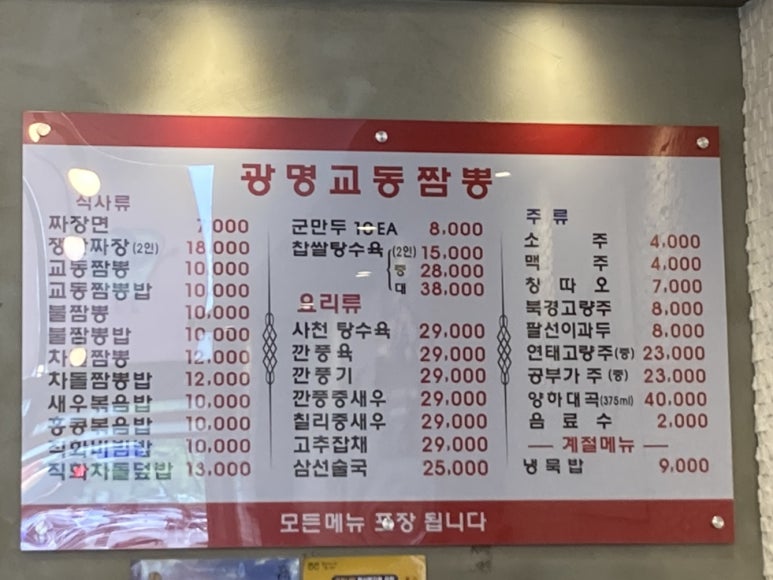 광명교동짬뽕
식사류
짜장면 7,000
쟁반짜장(2인) 18,000
교동짬뽕 10,000
교동짬뽕밥 10,000
불짬뽕 10,000
불짬뽕밥 10,000
차돌짬뽕 12,000
차돌짬뽕밥 12,000
새우볶음밥 10,000
홍콩볶음밥 10,000
직화비빔밥 10,000
직화차돌덮밥 13,000
군만두 10EA 8,000
찹쌀탕수육 (2인) 15,000
중 28,000
대 38,000
요리류
사천 탕수육 29,000
깐풍육 29,000
깐풍기 29,000
깐풍중새우 29,000
칠리중새우 29,000
고추잡채 29,000
삼선술국 25,000
주류
소주 4,000
맥주 4,000
칭따오 7,000
북경고량주 8,000
팔선이과두 8,000
연태고량주(중) 23,000
공부가주 (중) 23,000
양하대곡(375ml) 40,000
음료수 2,000
계절메뉴
냉묵밥 9,000
모든메뉴 포장 됩니다